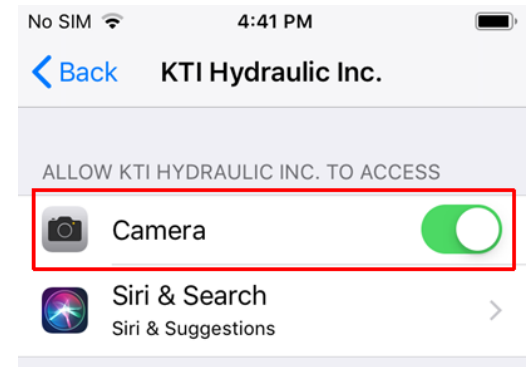 No SIM 4:41 PM
Back KTI Hydraulic Inc.
ALLOW KTI HYDRAULIC INC. TO ACCESS
Camera
Siri & Search
Siri & Suggestions